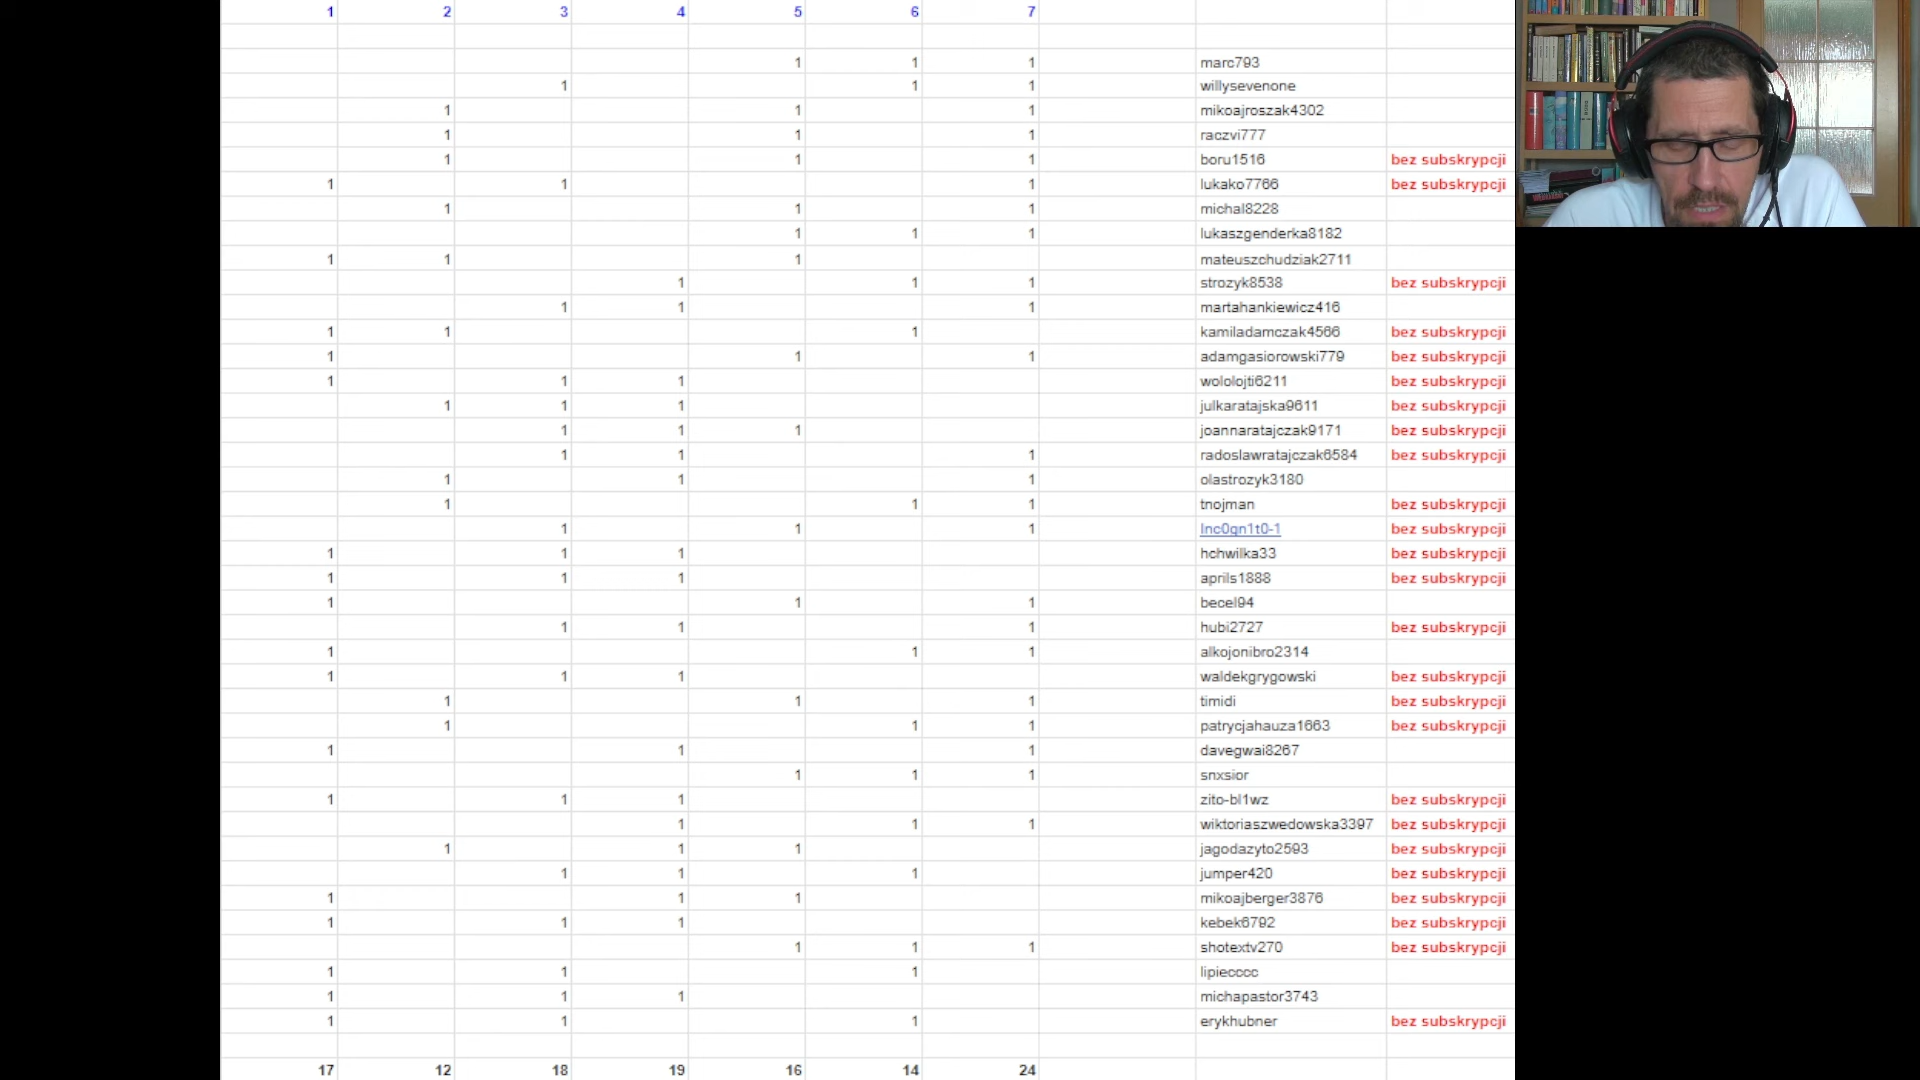 1 2 3 4 5 6 7
1 1 1 marc793
1 1 1 willysevenone
1 1 1 mikoajroszak4302
1 1 1 raczvi777
1 1 1 boru1516 bez subskrypcji
1 1 1 lukako7766 bez subskrypcji
1 1 1 michal8228
1 1 1 lukaszgenderka8182
1 1 1 mateuszchudziak2711
1 1 1 strozyk8538 bez subskrypcji
1 1 1 martahankiewicz416
1 1 1 kamiladamczak4566 bez subskrypcji
1 1 1 adamgasiorowski779 bez subskrypcji
1 1 1 wololojti6211 bez subskrypcji
1 1 1 julkaratajska9611 bez subskrypcji
1 1 1 joannaratajczak9171 bez subskrypcji
1 1 1 radoslawratajczak6584 bez subskrypcji
1 1 1 olastrozyk3180
1 1 1 tnojman bez subskrypcji
1 1 1 Inc0gn1t0-1 bez subskrypcji
1 1 1 hchwilka33 bez subskrypcji
1 1 1 aprils1888 bez subskrypcji
1 1 1 becel94
1 1 1 hubi2727 bez subskrypcji
1 1 1 alkojonibro2314
1 1 1 waldekgrygowski bez subskrypcji
1 1 1 timidi bez subskrypcji
1 1 1 patrycjahauza1663 bez subskrypcji
1 1 1 davegwai8267
1 1 1 snxsior
1 1 1 zito-bl1wz bez subskrypcji
1 1 1 wiktoriaszwedowska3397 bez subskrypcji
1 1 1 jagodazyto2593 bez subskrypcji
1 1 1 jumper420 bez subskrypcji
1 1 1 mikoajberger3876 bez subskrypcji
1 1 1 kebek6792 bez subskrypcji
1 1 1 shotextv270 bez subskrypcji
1 1 1 lipiecccc
1 1 1 michapastor3743
1 1 1 erykhubner bez subskrypcji
17 12 18 19 16 14 24